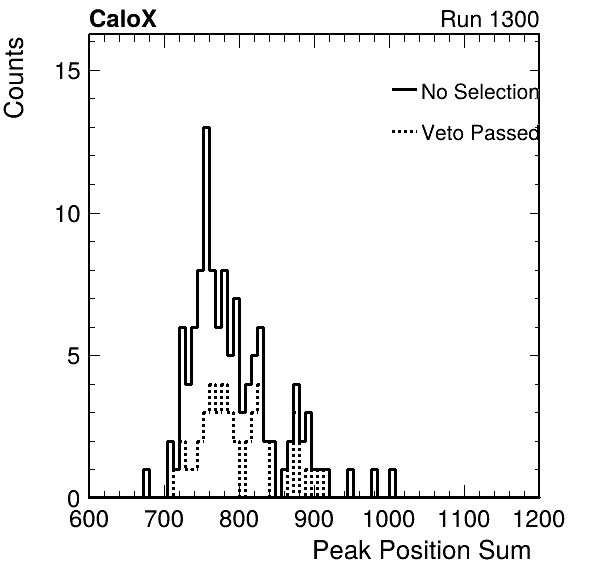 CaloX Run 1300
Counts
15
10
5
0
No Selection
Veto Passed
600 700 800 900 1000 1100 1200
Peak Position Sum